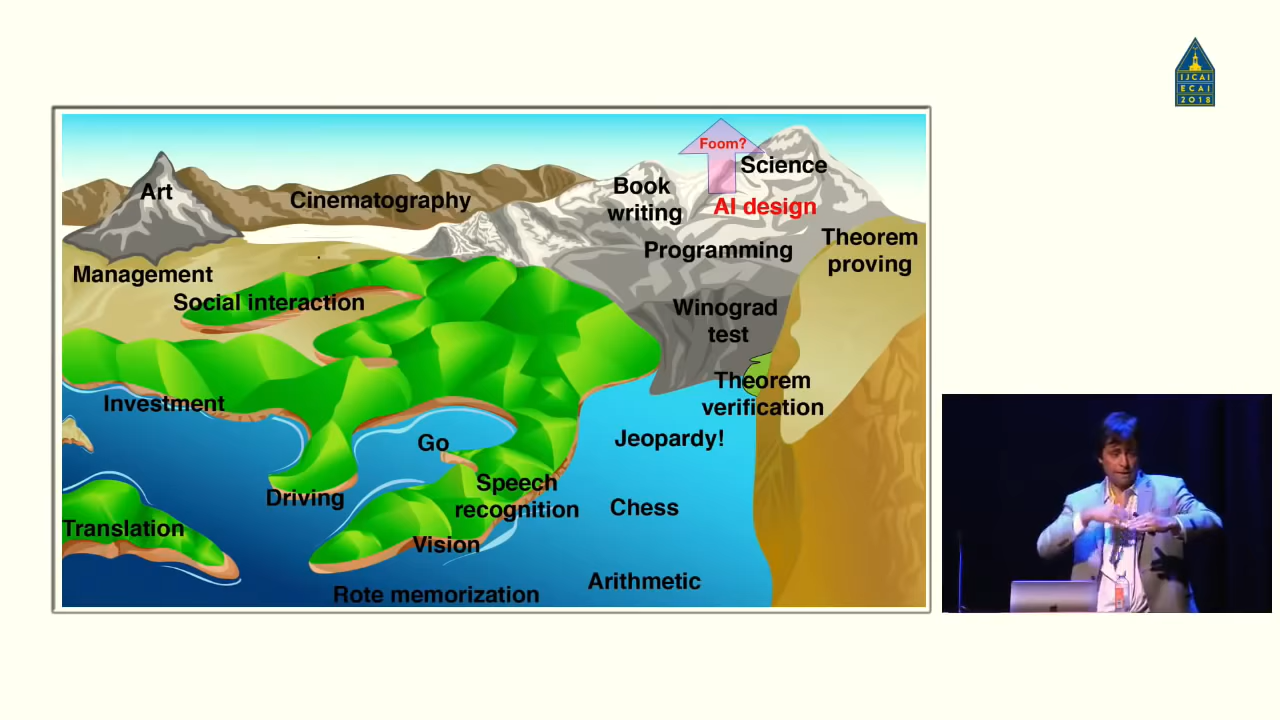 IJCAI
ECAI
2018
Foom?
Science
Art
Cinematography
Book
writing
AI design
Programming
Theorem
proving
Management
Social interaction
Winograd
test
Theorem
verification
Investment
Jeopardy!
Go
Speech
recognition
Driving
Chess
Translation
Vision
Arithmetic
Rote memorization